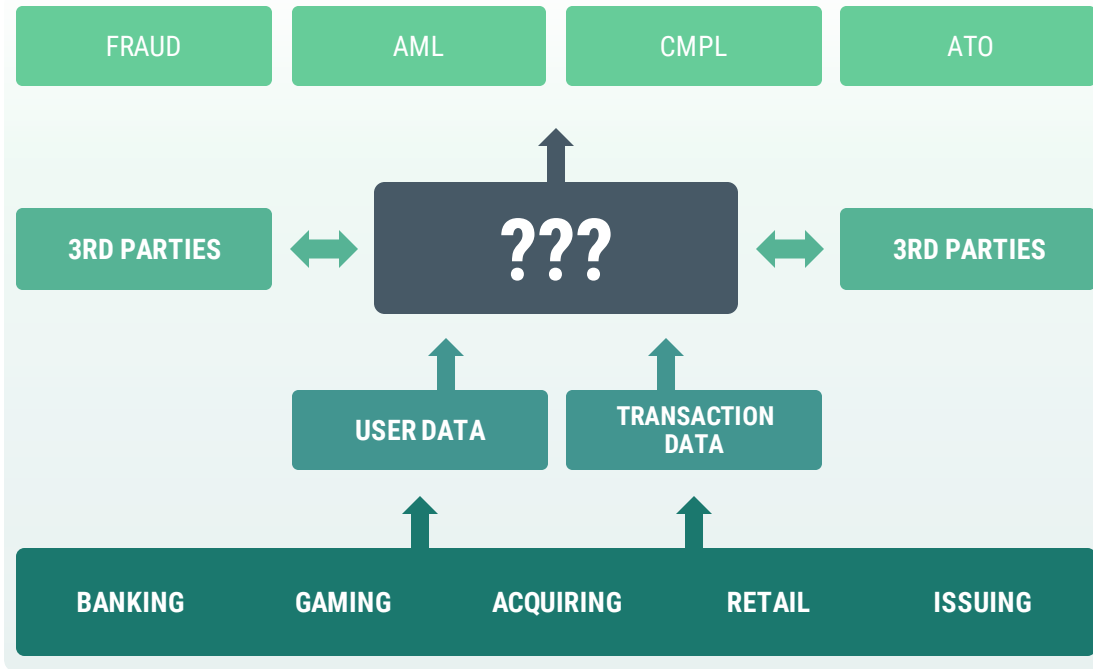 FRAUD
AML
CMPL
ATO
3RD PARTIES
???
3RD PARTIES
USER DATA
TRANSACTION
DATA
BANKING
GAMING
ACQUIRING
RETAIL
ISSUING